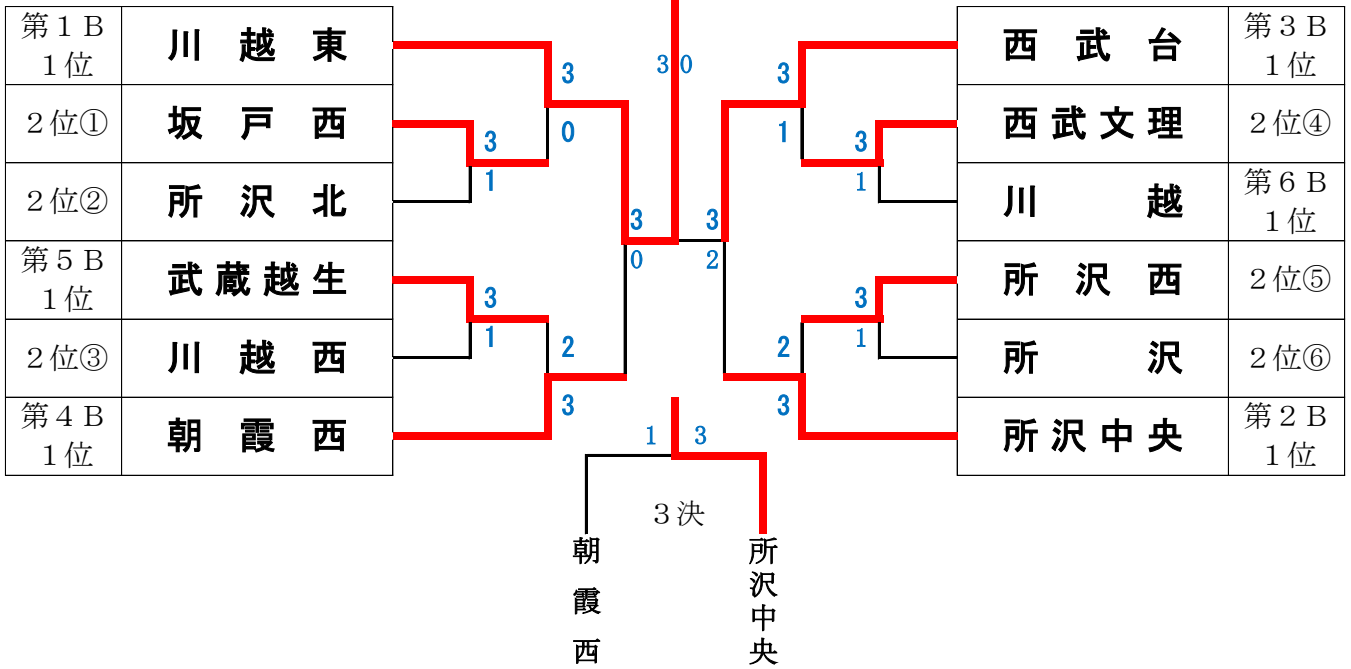 第1B
1位
川越東
2位①
坂戸西
2位②
所沢北
第5B
1位
武蔵越生
2位③
川越西
第4B
1位
朝霞西
3
0
3
1
3
1
2
3
3
0
3 0
3
2
3
1
3
1
3
1
2
3
西武台
第3B
1位
西武文理
2位④
川越
第6B
1位
所沢西
2位⑤
所沢
2位⑥
所沢中央
第2B
1位
1 3
3決
朝霞西
所沢中央